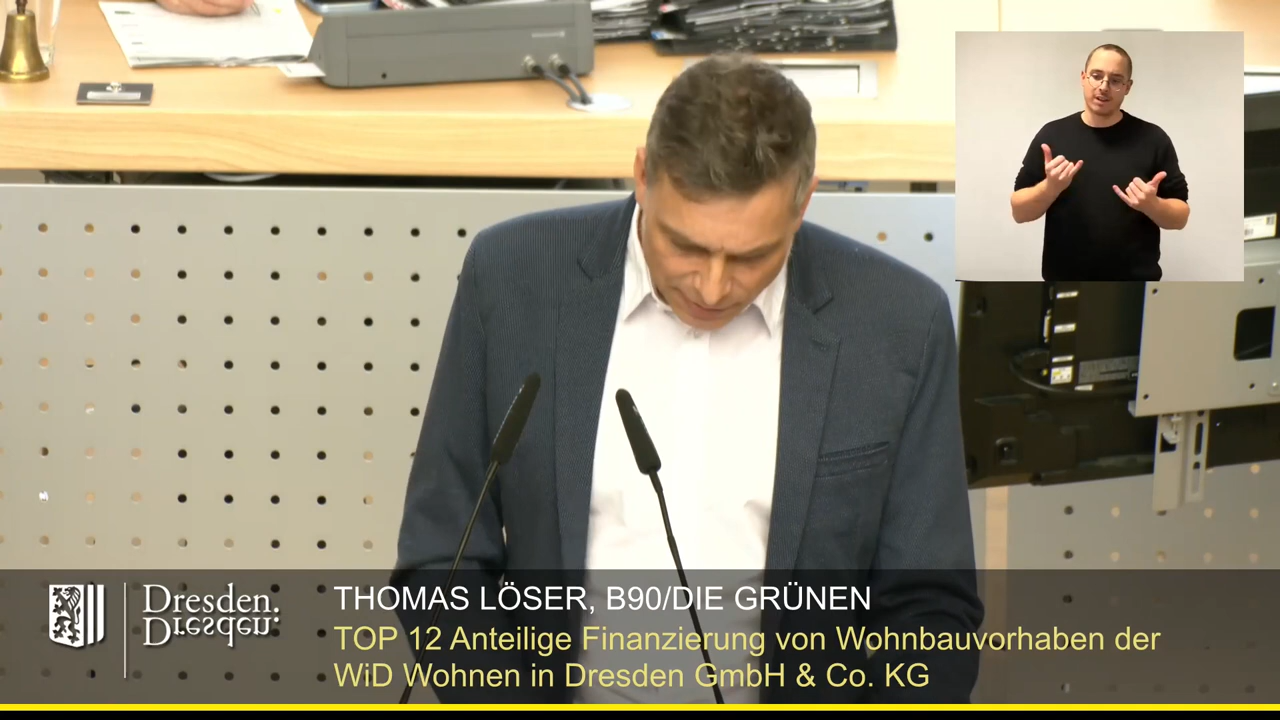 THOMAS LÖSER, B90/DIE GRÜNEN
Dresden.
Dresden.
TOP 12 Anteilige Finanzierung von Wohnbauvorhaben der
WiD Wohnen in Dresden GmbH & Co. KG